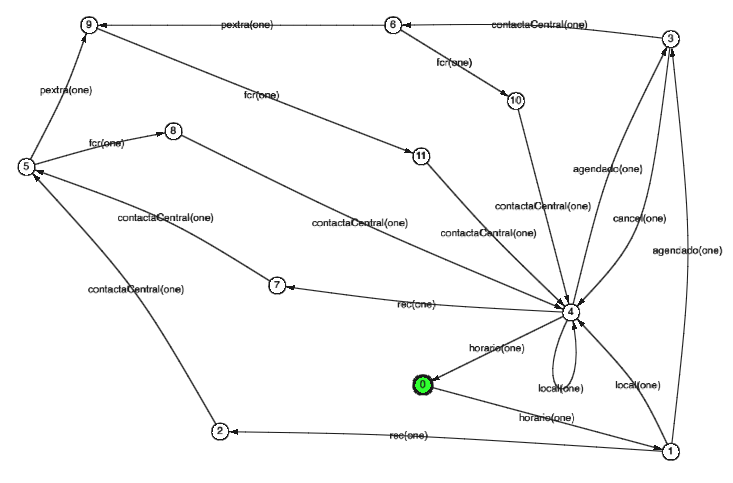 9
pextra(one)
6
contactaCentral(one)
3
fcr(one)
pextra(one)
fcr(one)
10
8
fcr(one)
11
5
agendado(one)
contactaCentral(one)
contactaCentral(one)
contactaCentral(one)
cancel(one)
contactaCentral(one)
agendado(one)
7
contactaCentral(one)
rec(one)
4
horario(one)
0
local(one)
local(one)
horario(one)
2
rec(one)
1